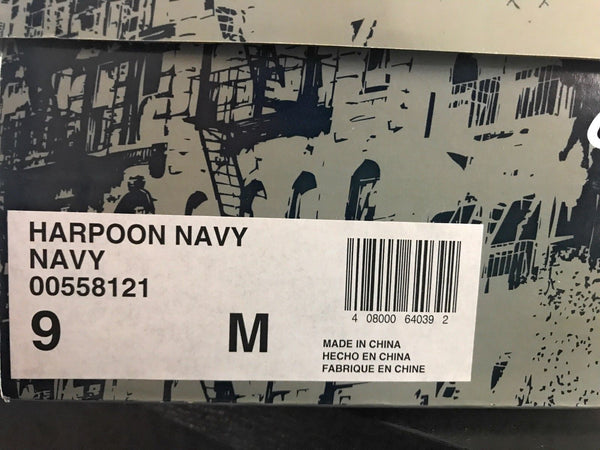 HARPOON NAVY
NAVY
00558121
9 M
4 08000 64039 2
MADE IN CHINA
HECHO EN CHINA
FABRIQUE EN CHINE